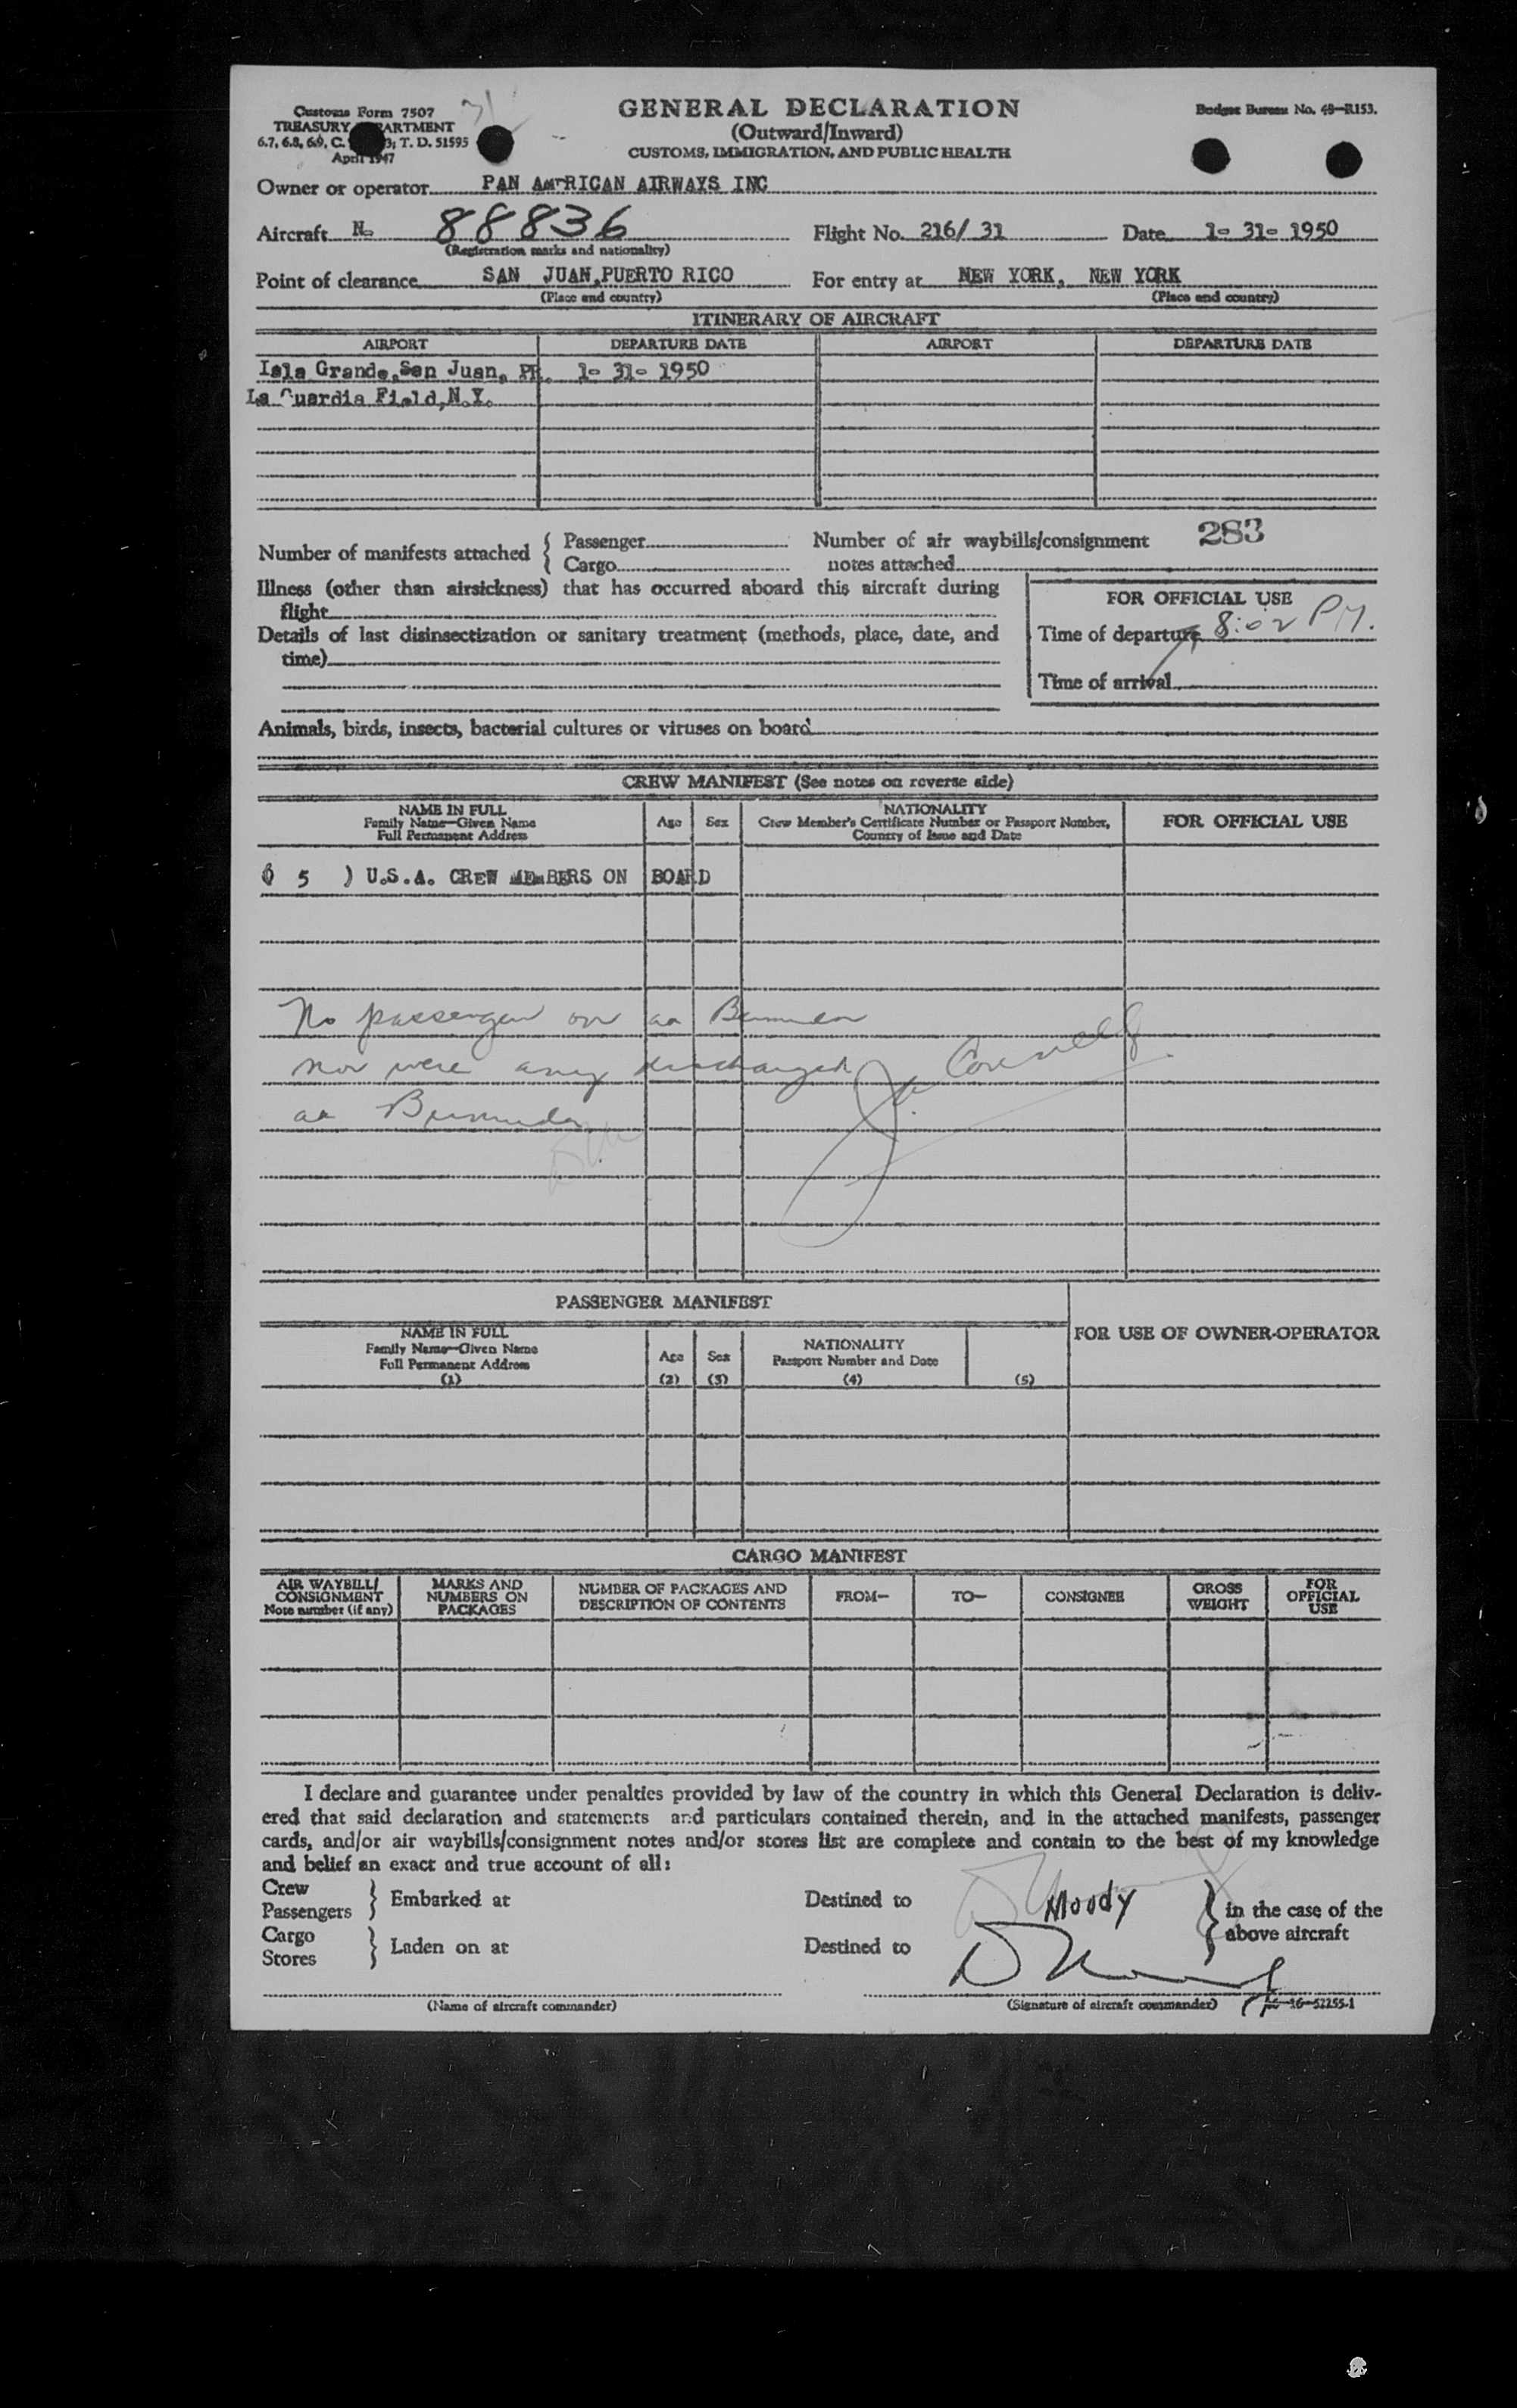 Customs Form 7507
TREASURY DEPARTMENT
6.7, 6.8, 6.9, C. 3; T. D. 51595
April 1947
31
GENERAL DECLARATION
(Outward/Inward)
CUSTOMS, IMMIGRATION, AND PUBLIC HEALTH
Budget Bureau No. 48-R153.
Owner or operator PAN AMERICAN AIRWAYS INC
Aircraft N- 88836 Flight No. 216/ 31 Date 1- 31- 1950
(Registration marks and nationality)
Point of clearance SAN JUAN, PUERTO RICO For entry at NEW YORK, NEW YORK
(Place and country) (Place and country)
ITINERARY OF AIRCRAFT
AIRPORT DEPARTURE DATE AIRPORT DEPARTURE DATE
Isla Grande, San Juan, PR. 1- 31- 1950
La Guardia Field, N.Y.
283
Number of manifests attached { Passenger Number of air waybills/consignment
Cargo notes attached
Illness (other than airsickness) that has occurred aboard this aircraft during
flight
Details of last disinsectization or sanitary treatment (methods, place, date, and
time)
FOR OFFICIAL USE
Time of departure 8:02 PM.
Time of arrival
Animals, birds, insects, bacterial cultures or viruses on board
CREW MANIFEST (See notes on reverse side)
NAME IN FULL
Family Name—Given Name
Full Permanent Address
Age Sex
NATIONALITY
Crew Member's Certificate Number or Passport Number,
Country of Issue and Date
FOR OFFICIAL USE
( 5 ) U.S.A. CREW MEMBERS ON BOARD
No passenger on at Bermuda
nor were any discharged
at Bermuda
PASSENGER MANIFEST
NAME IN FULL
Family Name—Given Name
Full Permanent Address
(1)
Age
(2)
Sex
(3)
NATIONALITY
Passport Number and Date
(4)
(5)
FOR USE OF OWNER-OPERATOR
CARGO MANIFEST
AIR WAYBILL/
CONSIGNMENT
Note number (if any)
MARKS AND
NUMBERS ON
PACKAGES
NUMBER OF PACKAGES AND
DESCRIPTION OF CONTENTS
FROM—
TO—
CONSIGNEE
GROSS
WEIGHT
FOR
OFFICIAL
USE
I declare and guarantee under penalties provided by law of the country in which this General Declaration is deliv-
ered that said declaration and statements and particulars contained therein, and in the attached manifests, passenger
cards, and/or air waybills/consignment notes and/or stores list are complete and contain to the best of my knowledge
and belief an exact and true account of all:
Crew
Passengers } Embarked at Destined to Moody } in the case of the
above aircraft
Cargo
Stores } Laden on at Destined to
(Name of aircraft commander) (Signature of aircraft commander) 16-52255-1